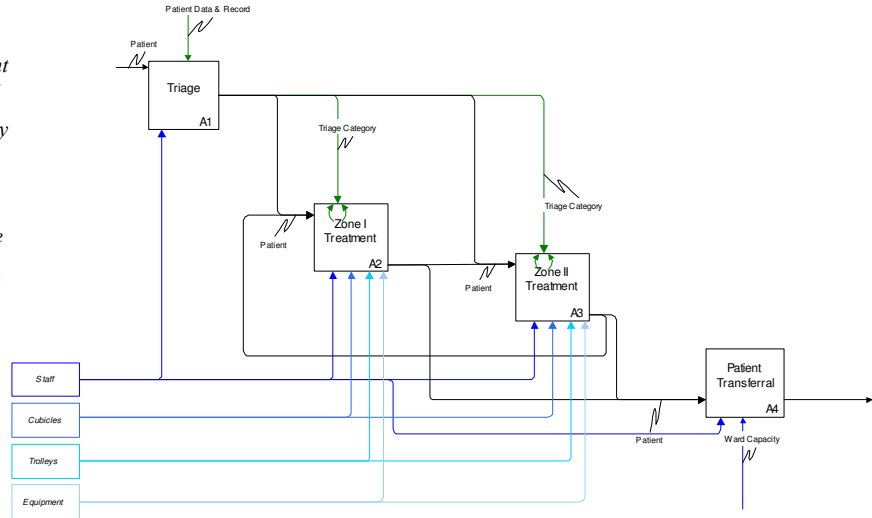 Patient Data & Record
Patient
Triage
A1
Triage Category
Triage Category
Patient
Zone I
Treatment
A2
Patient
Zone II
Treatment
A3
Patient
Transferral
A4
Patient
Ward Capacity
Staff
Cubicles
Trolleys
Equipment